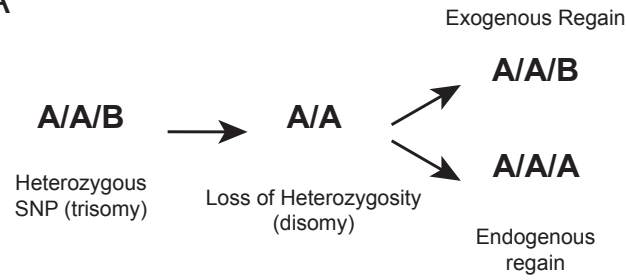 A
Exogenous Regain
A/A/B
A/A/B
A/A
A/A/A
Heterozygous
SNP (trisomy)
Loss of Heterozygosity
(disomy)
Endogenous
regain